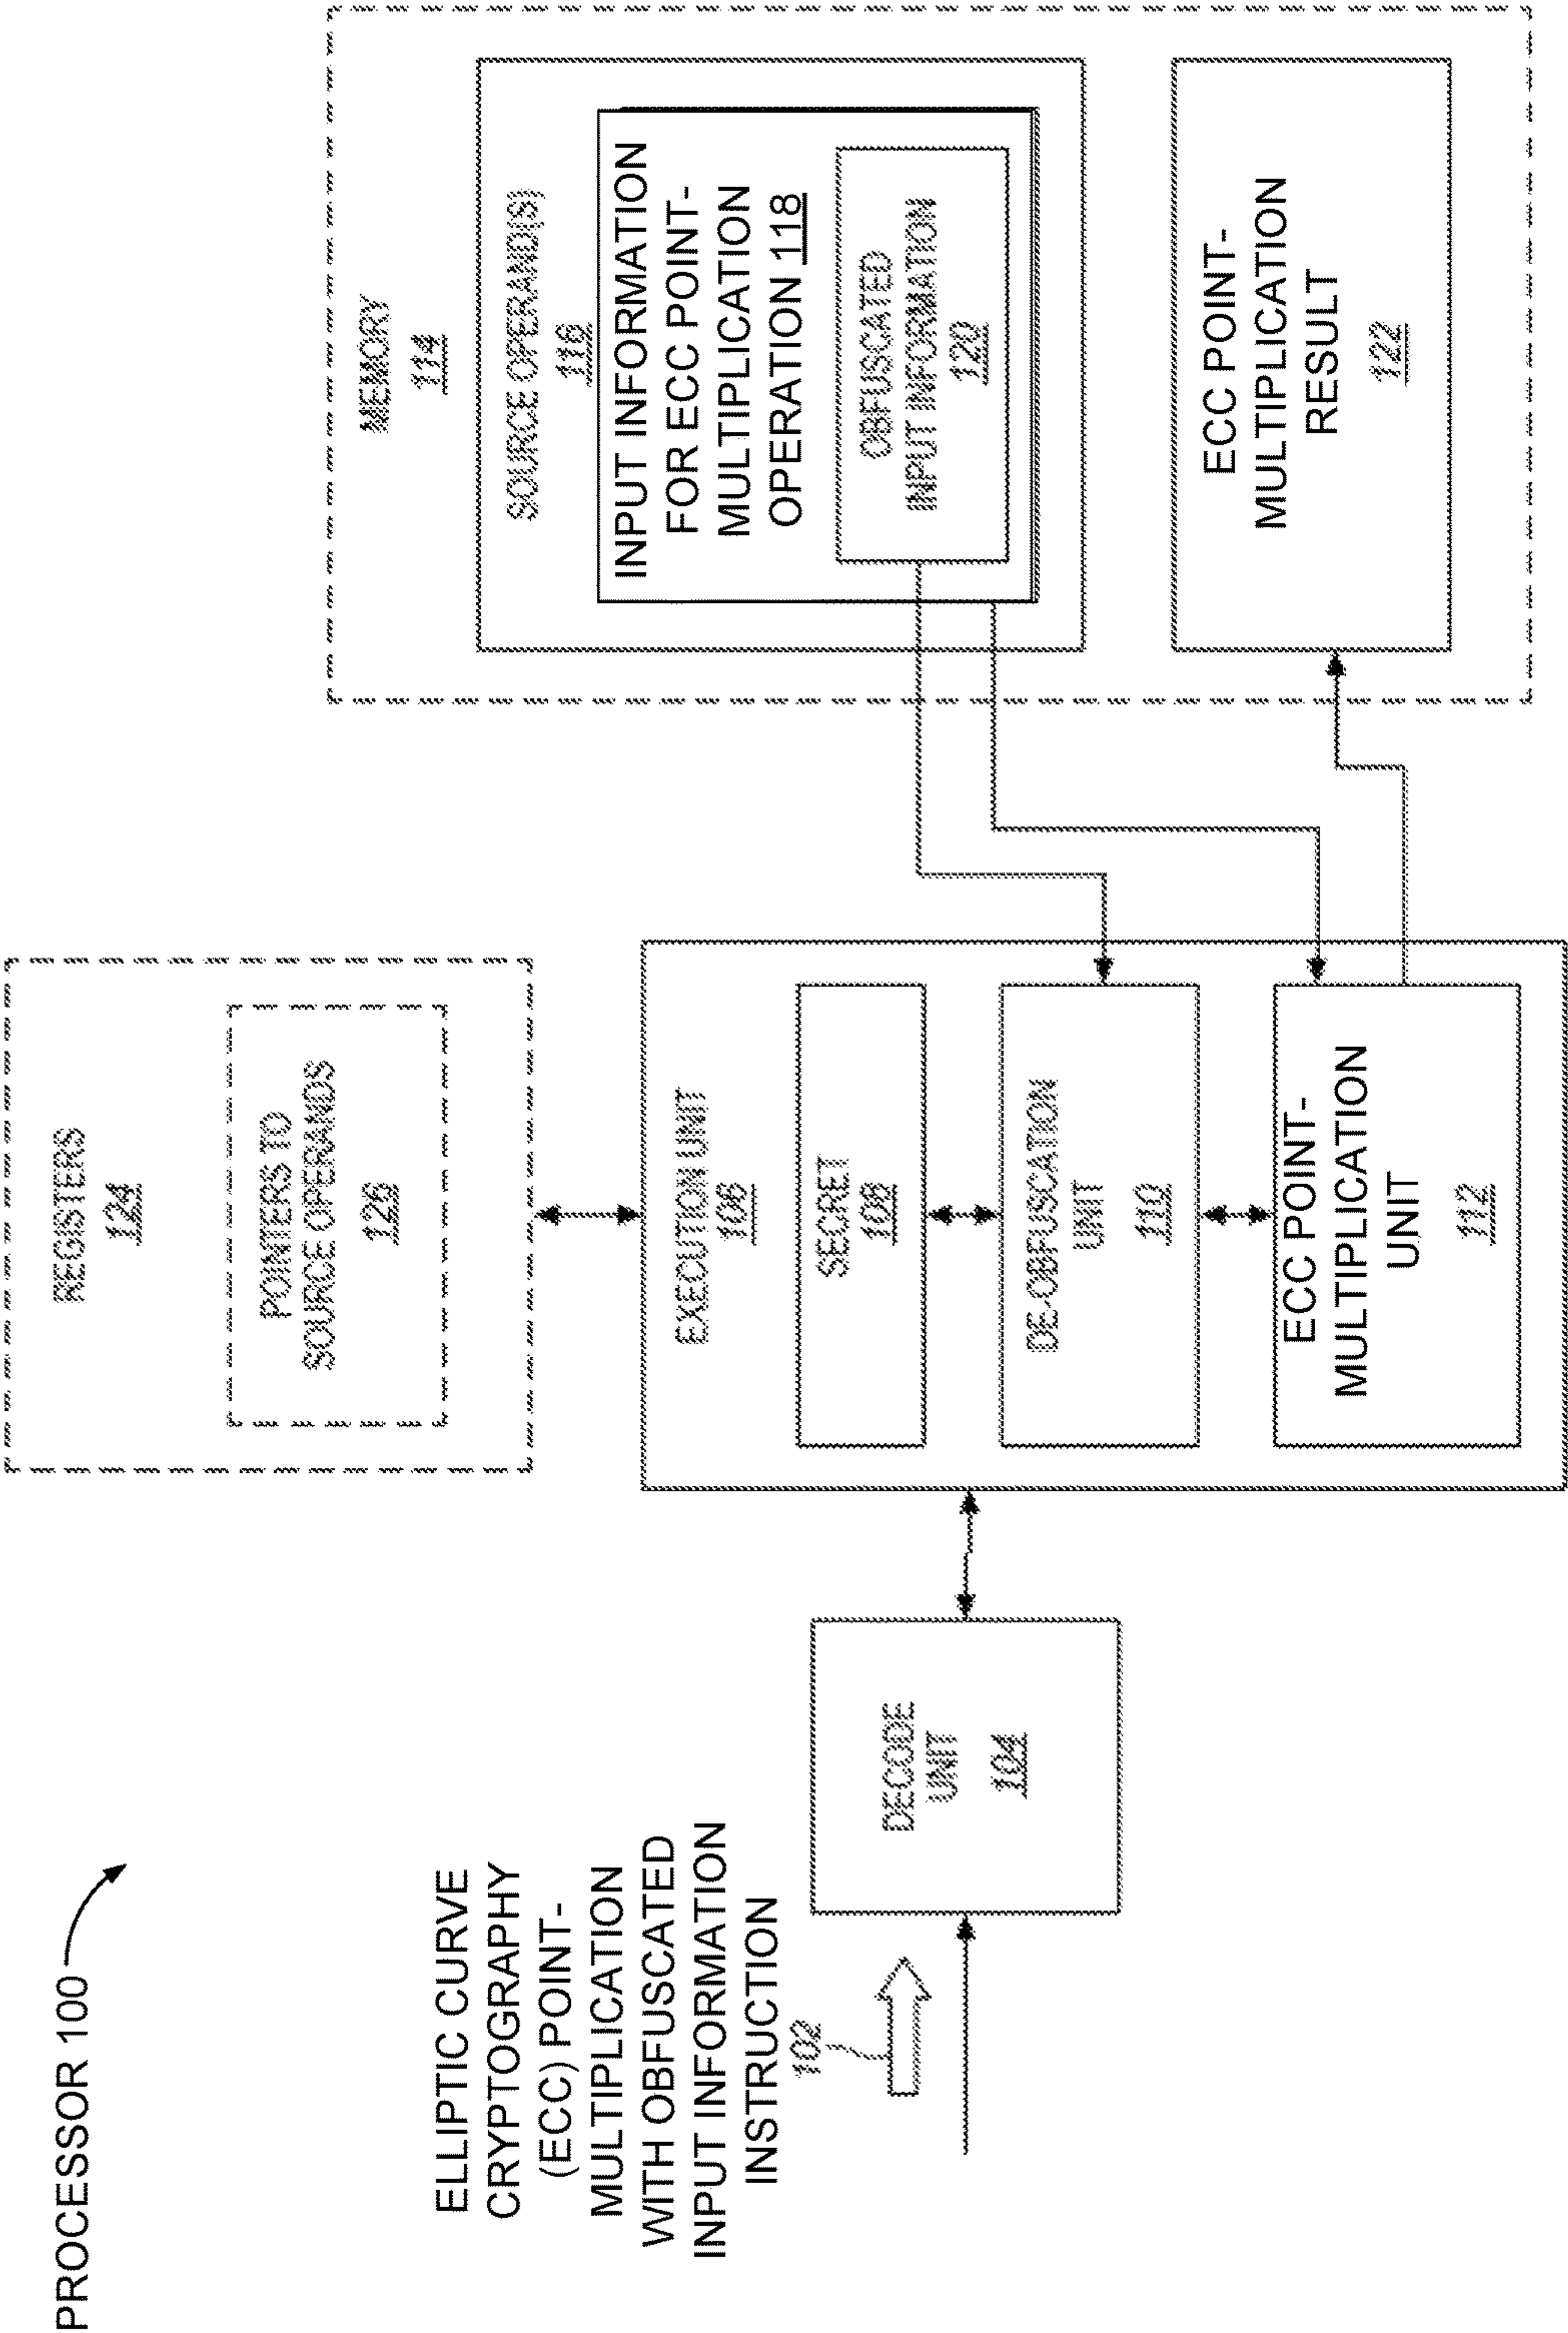 PROCESSOR 100
ELLIPTIC CURVE
CRYPTOGRAPHY
(ECC) POINT-
MULTIPLICATION
WITH OBFUSCATED
INPUT INFORMATION
INSTRUCTION
102
DECODE
UNIT
104
REGISTERS
124
POINTERS TO
SOURCE OPERANDS
126
EXECUTION UNIT
106
SECRET
108
DE-OBFUSCATION
UNIT
110
ECC POINT-
MULTIPLICATION
UNIT
112
MEMORY
114
SOURCE OPERAND(S)
116
INPUT INFORMATION
FOR ECC POINT-
MULTIPLICATION
OPERATION 118
OBFUSCATED
INPUT INFORMATION
120
ECC POINT-
MULTIPLICATION
RESULT
122